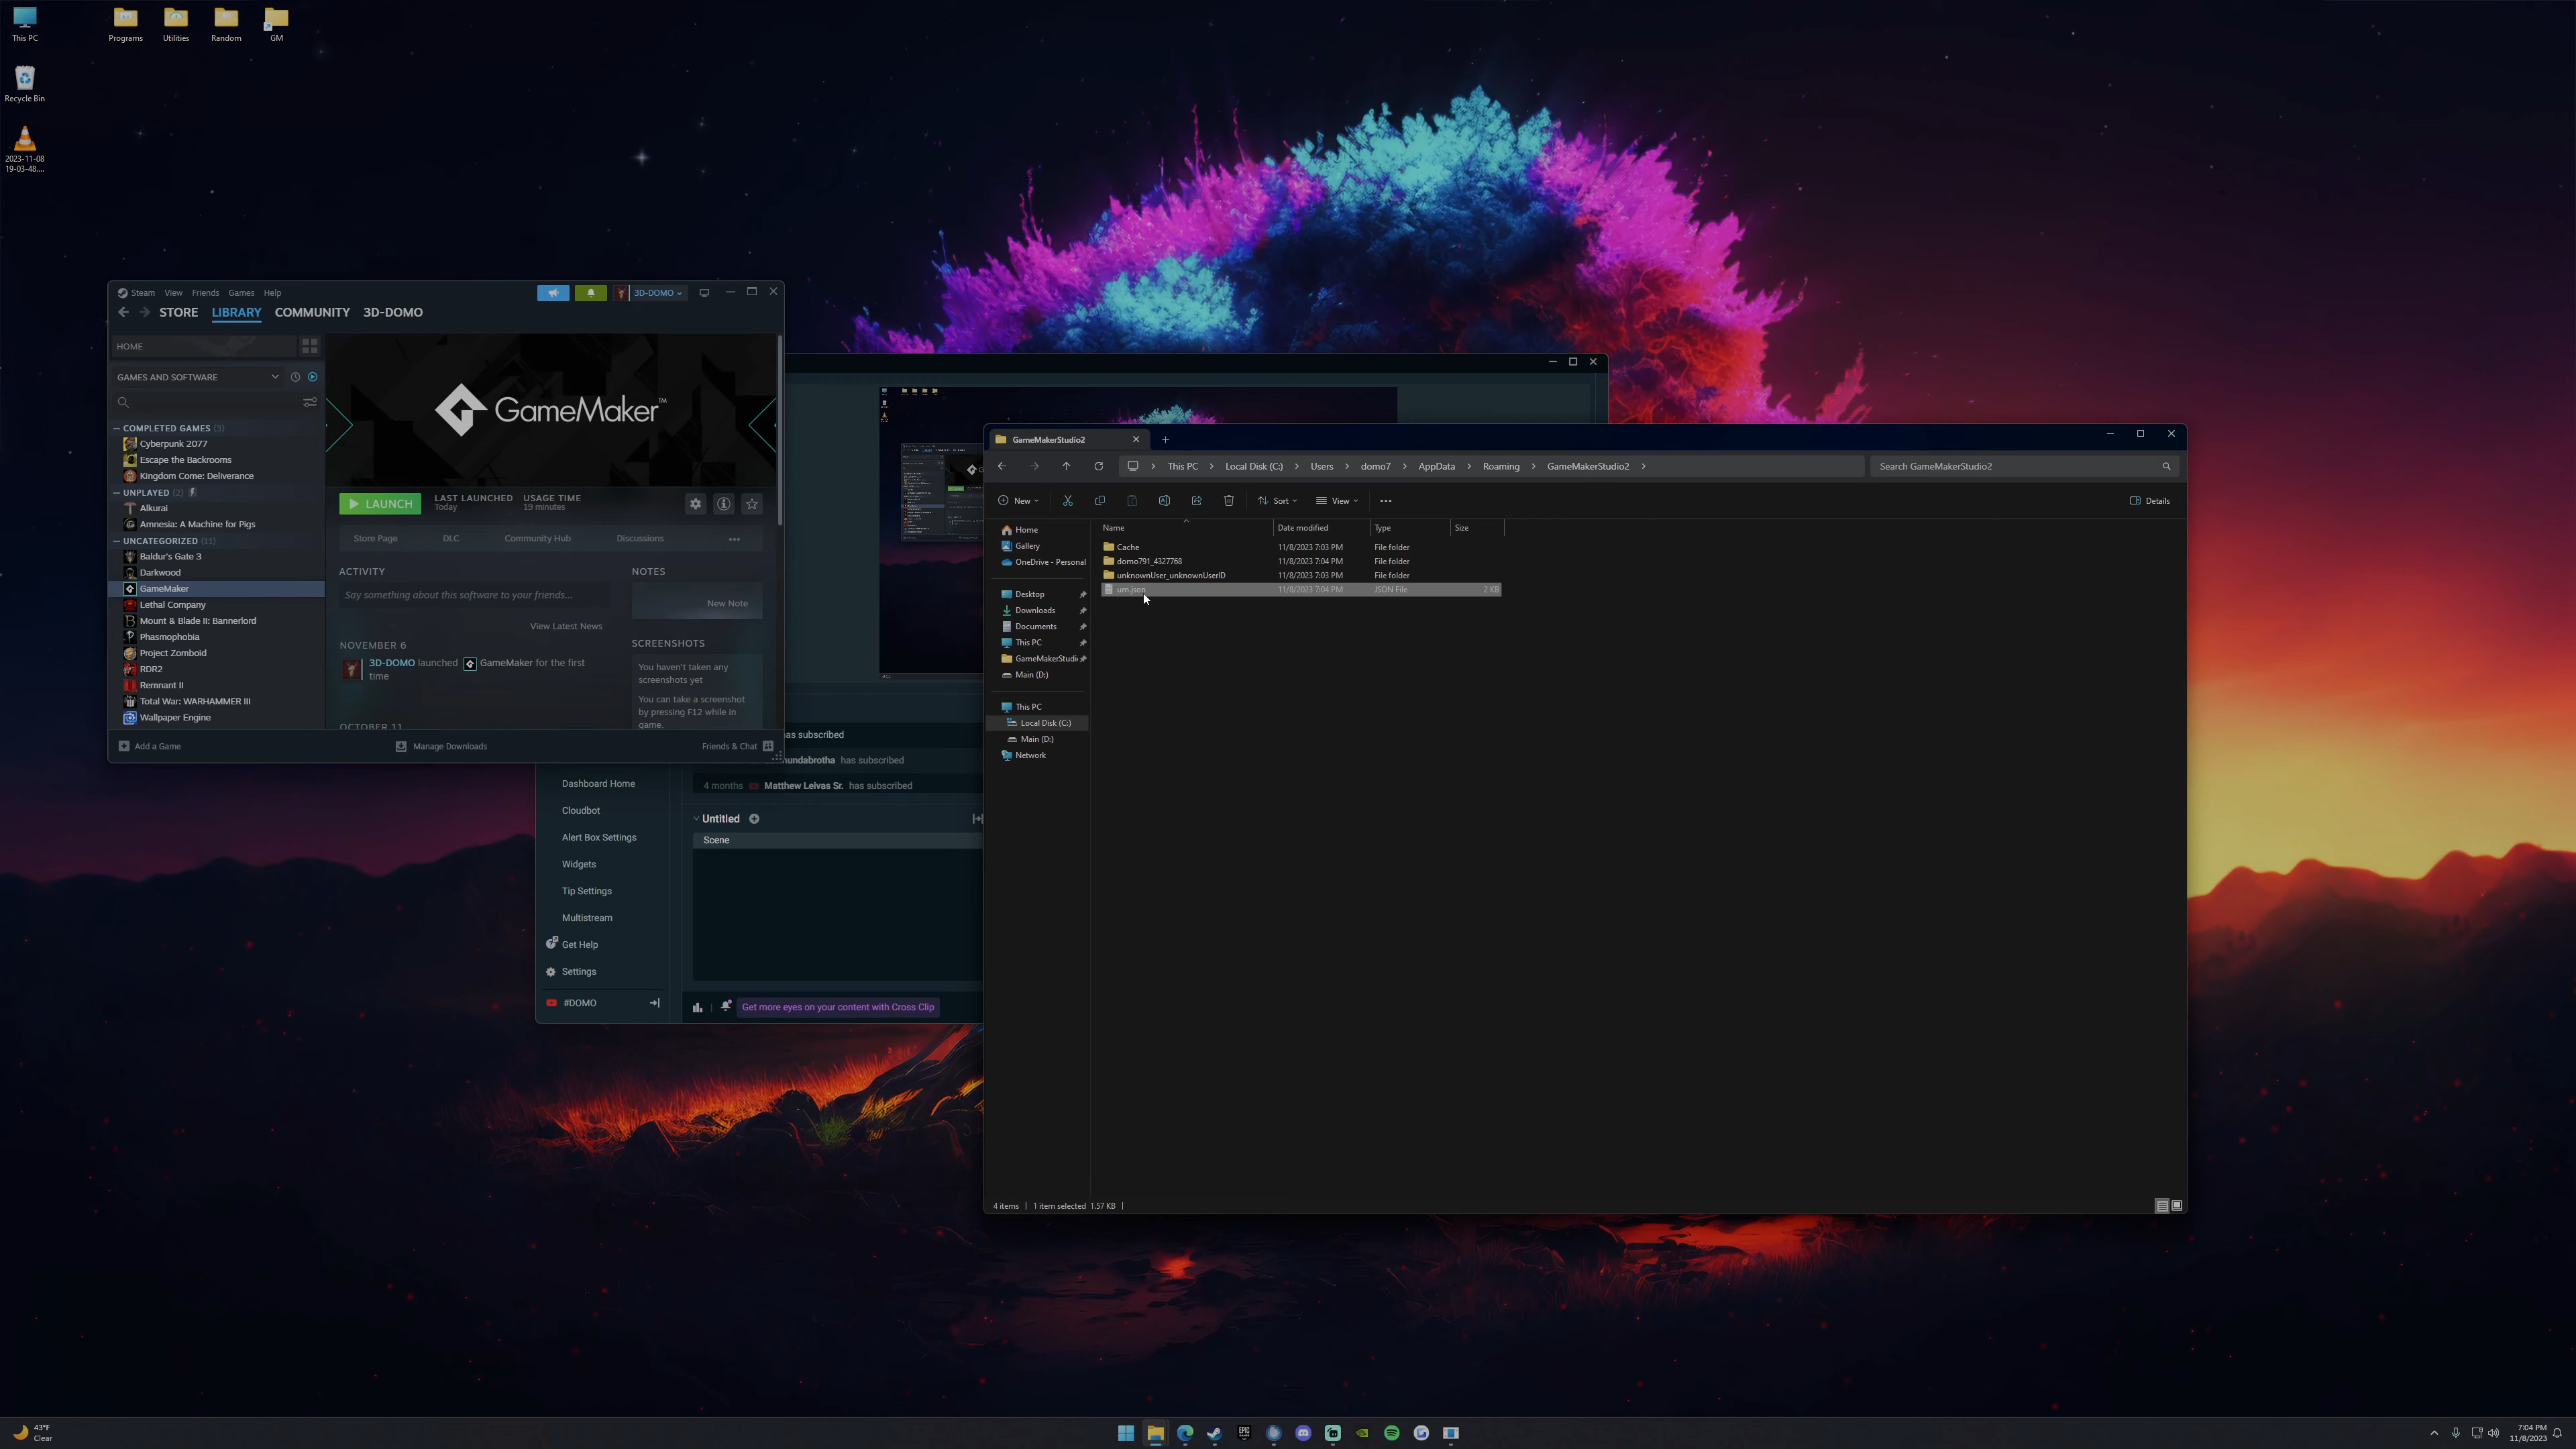 This PC
Programs
Utilities
Random
GM
Recycle Bin
2023-11-08
19-03-48....
Steam View Friends Games Help
3D-DOMO
STORE LIBRARY COMMUNITY 3D-DOMO
HOME
GAMES AND SOFTWARE
COMPLETED GAMES (3)
Cyberpunk 2077
Escape the Backrooms
Kingdom Come: Deliverance
UNPLAYED (2)
Alkurai
Amnesia: A Machine for Pigs
UNCATEGORIZED (11)
Baldur's Gate 3
Darkwood
GameMaker
Lethal Company
Mount & Blade II: Bannerlord
Phasmophobia
Project Zomboid
RDR2
Remnant II
Total War: WARHAMMER III
Wallpaper Engine
GameMaker™
LAUNCH
LAST LAUNCHED
Today
USAGE TIME
19 minutes
Store Page DLC Community Hub Discussions
ACTIVITY
Say something about this software to your friends...
View Latest News
NOVEMBER 6
3D-DOMO launched GameMaker for the first
time
OCTOBER 11
NOTES
New Note
SCREENSHOTS
You haven't taken any
screenshots yet
You can take a screenshot
by pressing F12 while in
game.
Add a Game
Manage Downloads
Friends & Chat
as subscribed
mundabrotha has subscribed
4 months Matthew Leivas Sr. has subscribed
Dashboard Home
Cloudbot
Alert Box Settings
Widgets
Tip Settings
Multistream
Get Help
Settings
#DOMO
Untitled
Scene
Get more eyes on your content with Cross Clip
GameMakerStudio2
This PC > Local Disk (C:) > Users > domo7 > AppData > Roaming > GameMakerStudio2 >
Search GameMakerStudio2
New
Sort
View
Details
Home
Gallery
OneDrive - Personal
Desktop
Downloads
Documents
This PC
GameMakerStudi
Main (D:)
This PC
Local Disk (C:)
Main (D:)
Network
Name Date modified Type Size
Cache 11/8/2023 7:03 PM File folder
domo791_4327768 11/8/2023 7:04 PM File folder
unknownUser_unknownUserID 11/8/2023 7:03 PM File folder
um.json 11/8/2023 7:04 PM JSON File 2 KB
4 items 1 item selected 1.57 KB
43°F
Clear
EPIC
GAMES
7:04 PM
11/8/2023